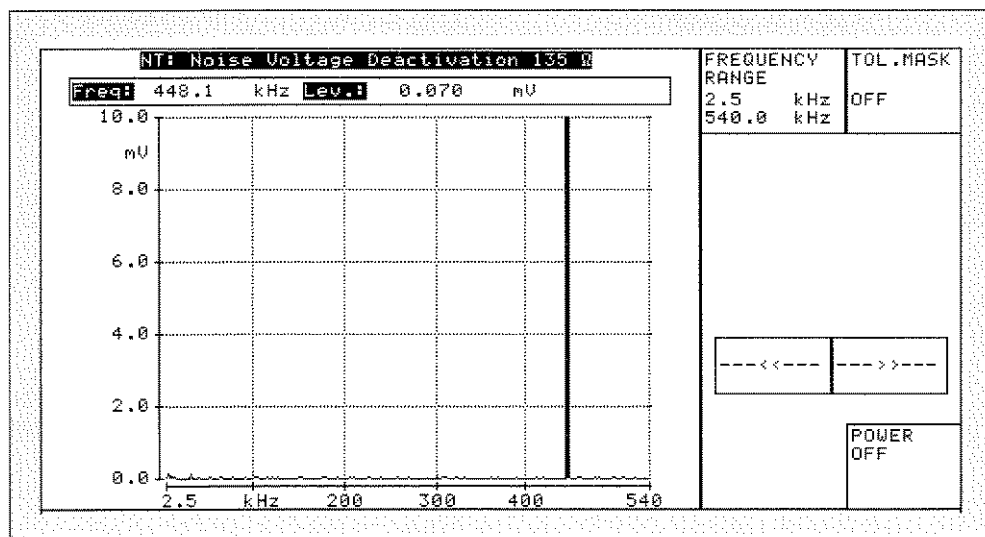 NT: Noise Voltage Deactivation 135 Ω
Freq: 448.1 kHz Lev.: 0.070 mV
10.0
mV
8.0
6.0
4.0
2.0
0.0
2.5 kHz 200 300 400 540
FREQUENCY
RANGE
2.5 kHz
540.0 kHz
TOL.MASK
OFF
---<<--- --->>----
POWER
OFF